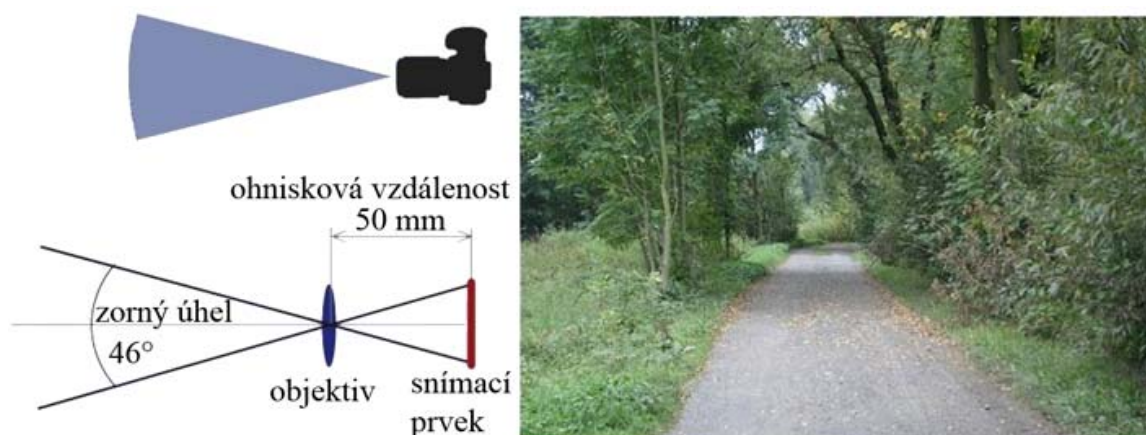 ohnisková vzdálenost
50 mm
zorný úhel
46°
objektiv
snímací
prvek